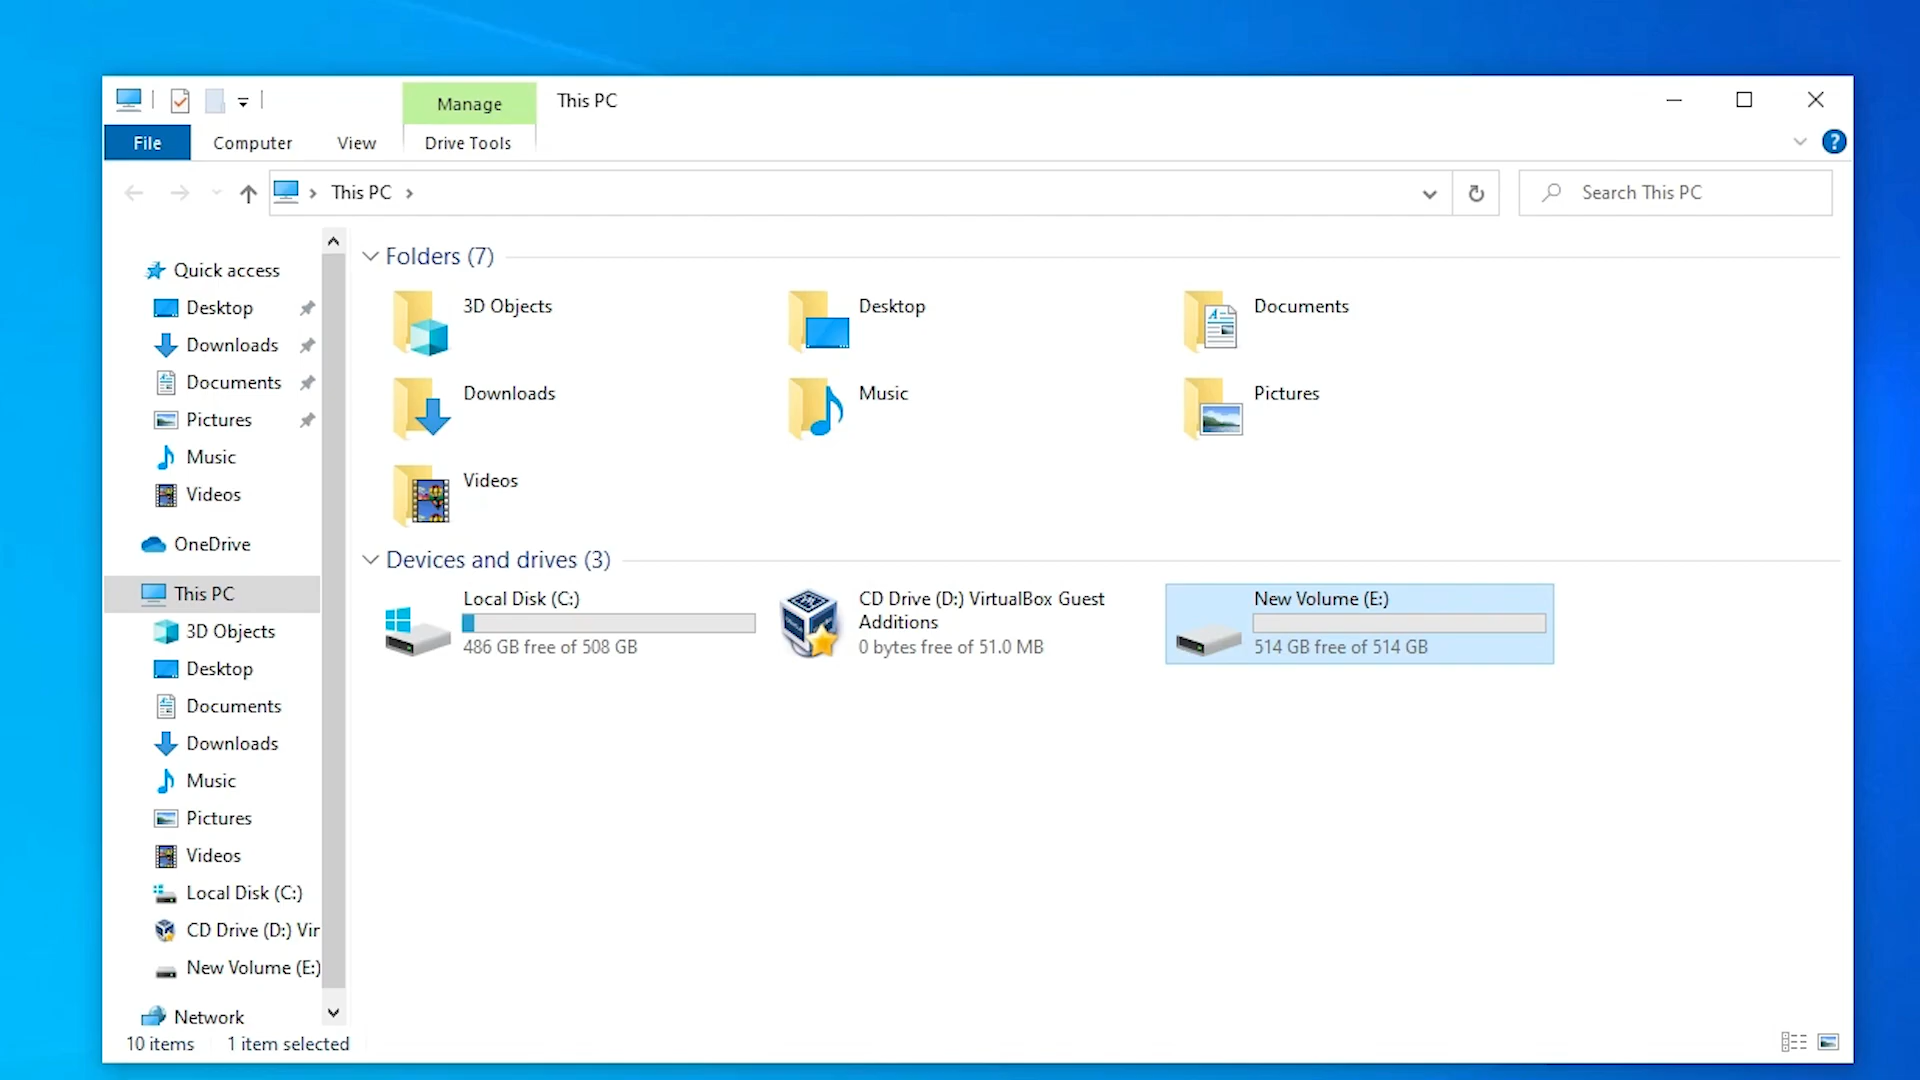 Manage
This PC
File
Computer
View
Drive Tools
?
This PC
Search This PC
Quick access
Desktop
Downloads
Documents
Pictures
Music
Videos
OneDrive
This PC
3D Objects
Desktop
Documents
Downloads
Music
Pictures
Videos
Local Disk (C:)
CD Drive (D:) Vir
New Volume (E:)
Network
Folders (7)
3D Objects
Desktop
Documents
Downloads
Music
Pictures
Videos
Devices and drives (3)
Local Disk (C:)
486 GB free of 508 GB
CD Drive (D:) VirtualBox Guest
Additions
0 bytes free of 51.0 MB
New Volume (E:)
514 GB free of 514 GB
10 items
1 item selected